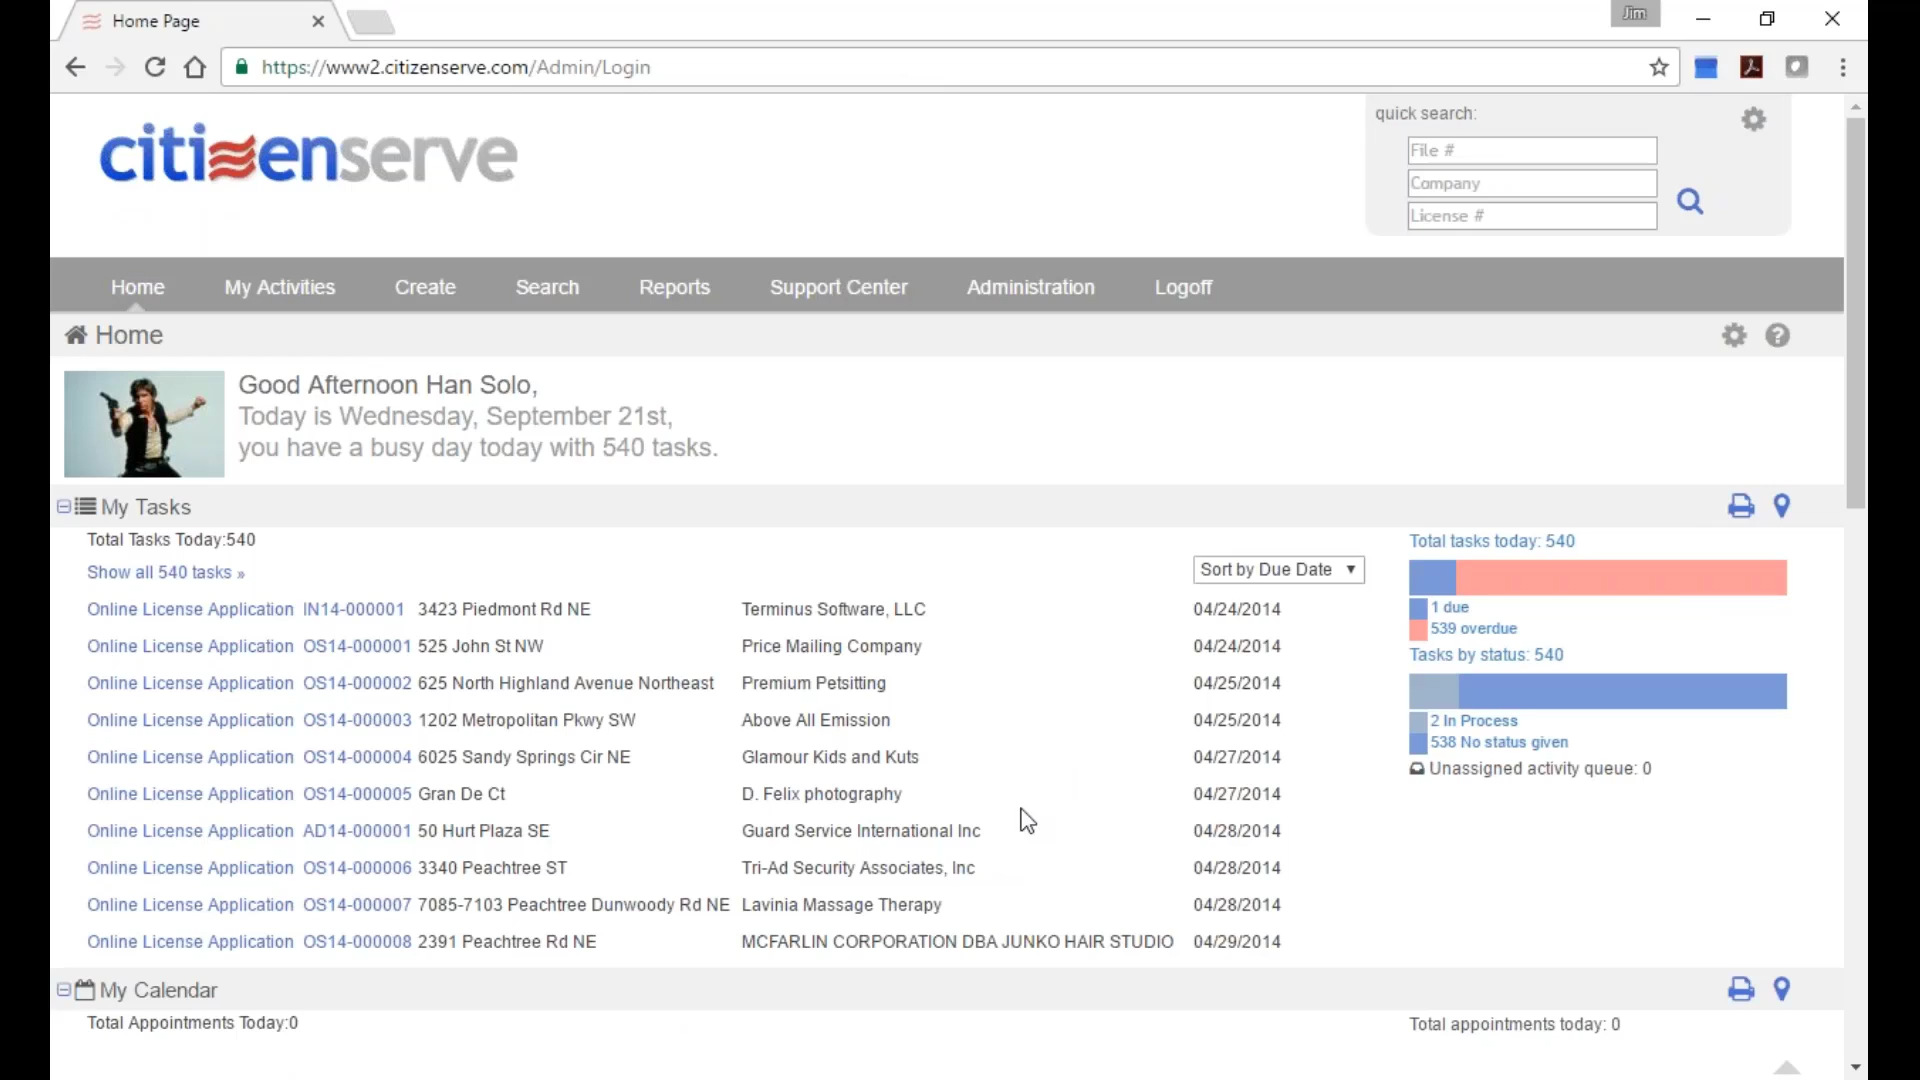 Home Page
Jim
https://www2.citizenserve.com/Admin/Login
citizenserve
quick search:
File #
Company
License #
Home My Activities Create Search Reports Support Center Administration Logoff
Home
Good Afternoon Han Solo,
Today is Wednesday, September 21st,
you have a busy day today with 540 tasks.
My Tasks
Total Tasks Today:540
Show all 540 tasks »
Sort by Due Date
Online License Application IN14-000001 3423 Piedmont Rd NE Terminus Software, LLC 04/24/2014
Online License Application OS14-000001 525 John St NW Price Mailing Company 04/24/2014
Online License Application OS14-000002 625 North Highland Avenue Northeast Premium Petsitting 04/25/2014
Online License Application OS14-000003 1202 Metropolitan Pkwy SW Above All Emission 04/25/2014
Online License Application OS14-000004 6025 Sandy Springs Cir NE Glamour Kids and Kuts 04/27/2014
Online License Application OS14-000005 Gran De Ct D. Felix photography 04/27/2014
Online License Application AD14-000001 50 Hurt Plaza SE Guard Service International Inc 04/28/2014
Online License Application OS14-000006 3340 Peachtree ST Tri-Ad Security Associates, Inc 04/28/2014
Online License Application OS14-000007 7085-7103 Peachtree Dunwoody Rd NE Lavinia Massage Therapy 04/28/2014
Online License Application OS14-000008 2391 Peachtree Rd NE MCFARLIN CORPORATION DBA JUNKO HAIR STUDIO 04/29/2014
Total tasks today: 540
1 due
539 overdue
Tasks by status: 540
2 In Process
538 No status given
Unassigned activity queue: 0
My Calendar
Total Appointments Today:0
Total appointments today: 0